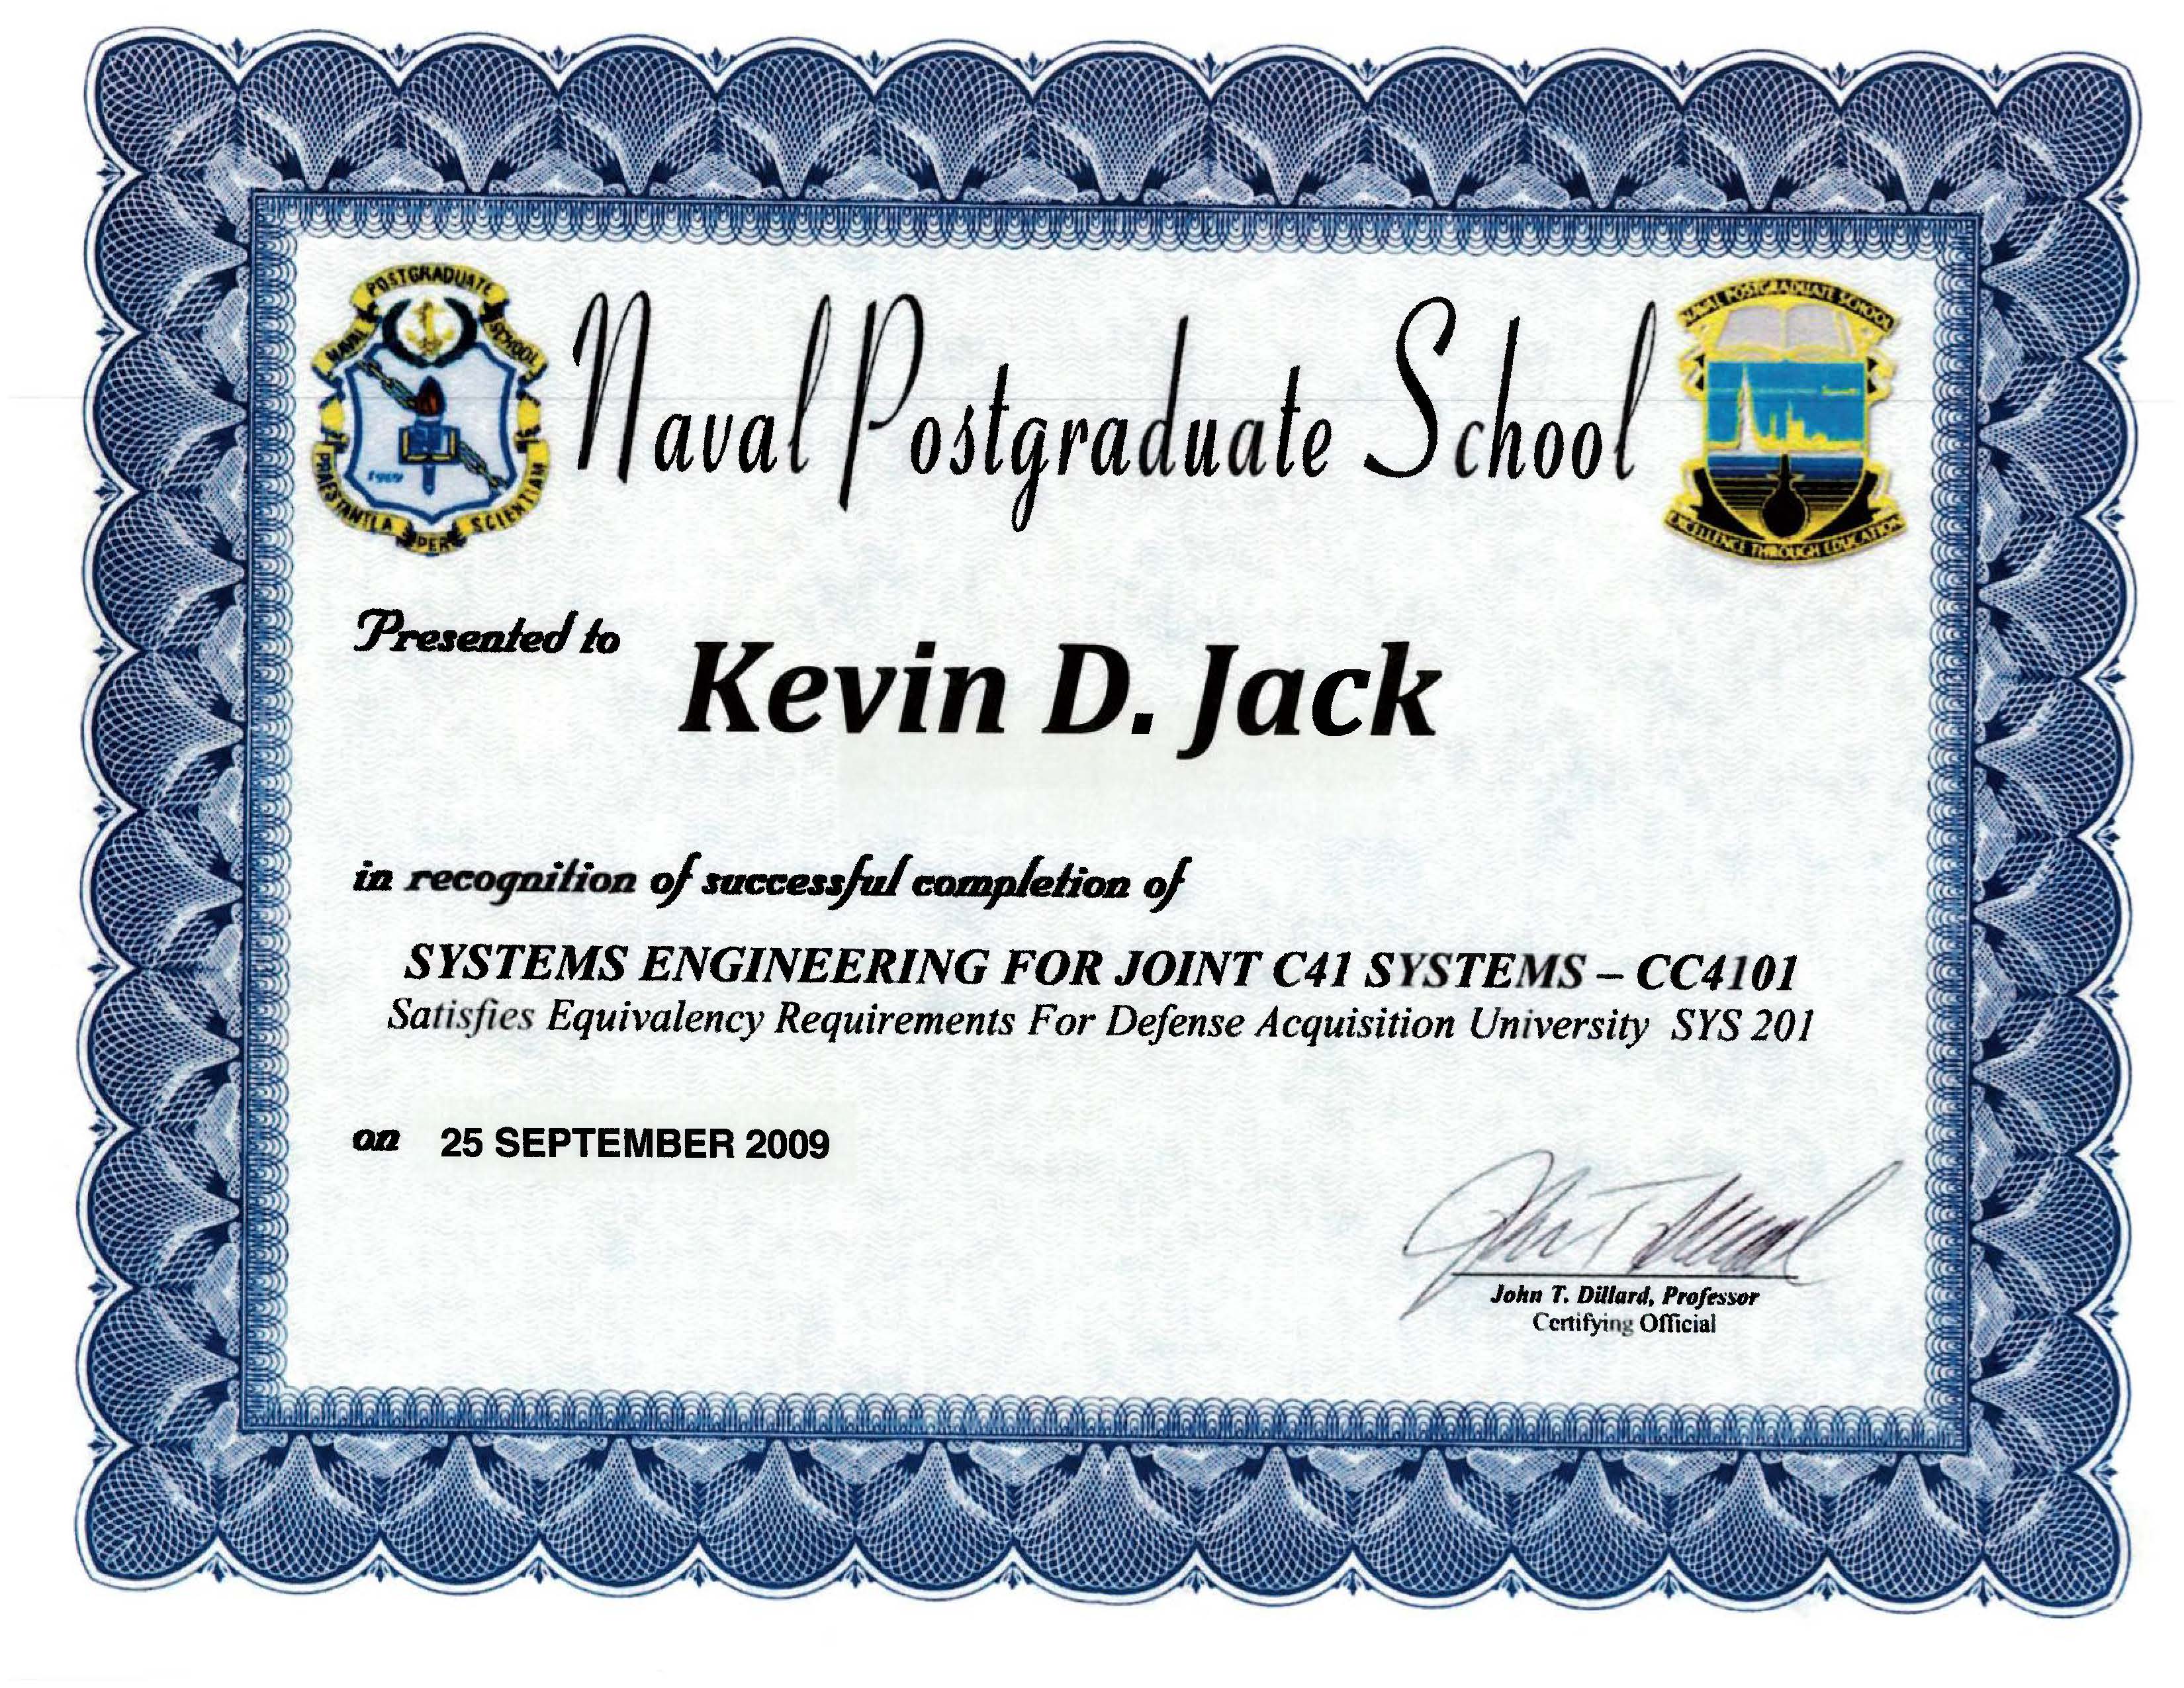 NAVAL POSTGRADUATE SCHOOL
PRAESTANTIA PER SCIENTIAM
1909
Naval Postgraduate School
NAVAL POSTGRADUATE SCHOOL
EXCELLENCE THROUGH EDUCATION
Presented to
Kevin D. Jack
in recognition of successful completion of
SYSTEMS ENGINEERING FOR JOINT C41 SYSTEMS – CC4101
Satisfies Equivalency Requirements For Defense Acquisition University SYS 201
on 25 SEPTEMBER 2009
John T. Dillard
John T. Dillard, Professor
Certifying Official